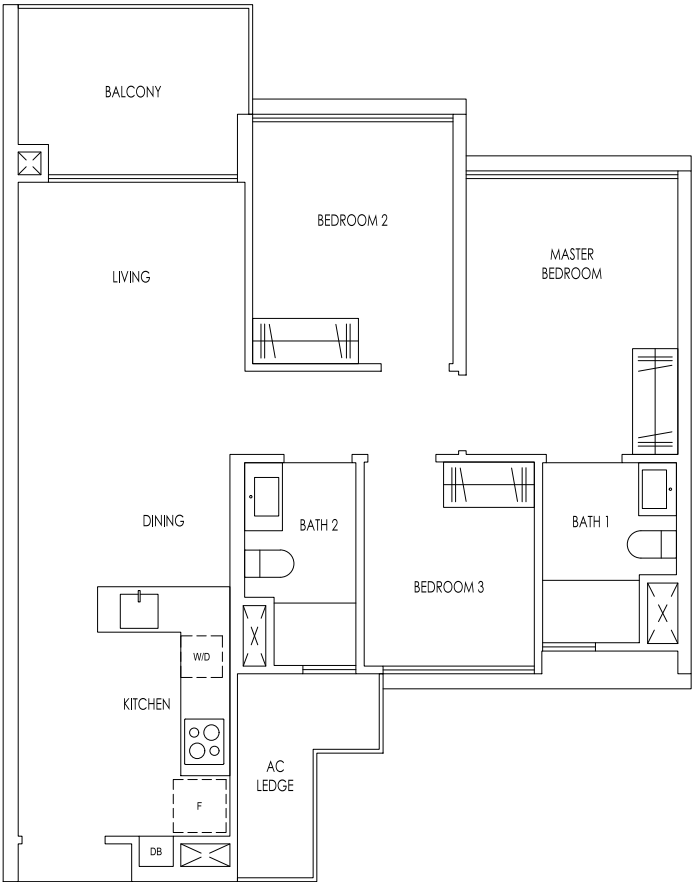 BALCONY
BEDROOM 2
MASTER
BEDROOM
LIVING
DINING
BATH 2
BATH 1
BEDROOM 3
W/D
KITCHEN
AC
LEDGE
F
DB